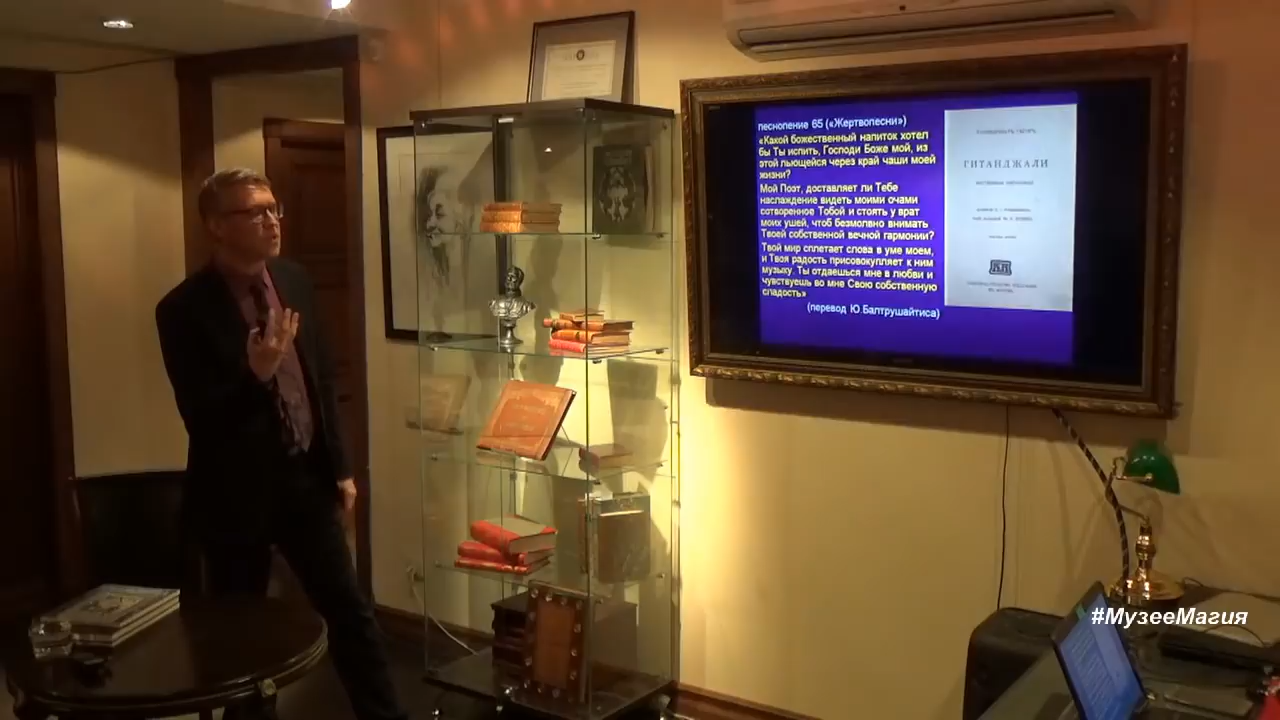 песнопение 65 («Жертвопесни»)
«Какой божественный напиток хотел
бы Ты испить, Господи Боже мой, из
этой льющейся через край чаши моей
жизни?
Мой Поэт, доставляет ли Тебе
наслаждение видеть моими очами
сотворенное Тобой и стоять у врат
моих ушей, чтоб безмолвно внимать
Твоей собственной вечной гармонии?
Твой мир сплетает слова в уме моем,
и Твоя радость присовокупляет к ним
музыку. Ты отдаешься мне в любви и
чувствуешь во мне Свою собственную
сладость»
(перевод Ю.Балтрушайтиса)
ГИТАНДЖАЛИ
#МузееМагия